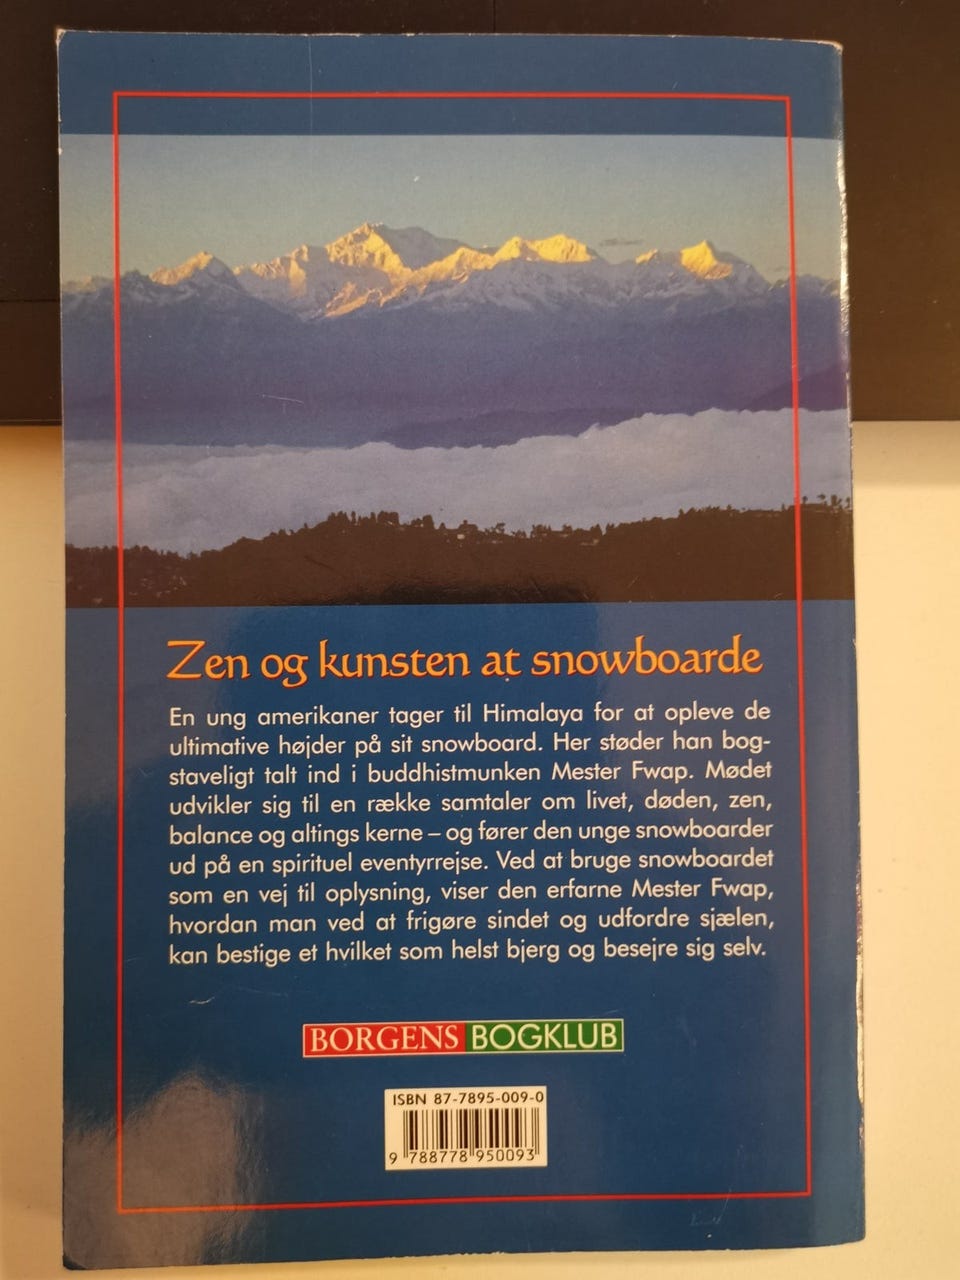 Zen og kunsten at snowboarde
En ung amerikaner tager til Himalaya for at opleve de
ultimative højder på sit snowboard. Her støder han bog-
staveligt talt ind i buddhistmunken Mester Fwap. Mødet
udvikler sig til en række samtaler om livet, døden, zen,
balance og altings kerne – og fører den unge snowboarder
ud på en spirituel eventyrrejse. Ved at bruge snowboardet
som en vej til oplysning, viser den erfarne Mester Fwap,
hvordan man ved at frigøre sindet og udfordre sjælen,
kan bestige et hvilket som helst bjerg og besejre sig selv.
BORGENS BOGKLUB
ISBN 87-7895-009-0
9 788778 950093